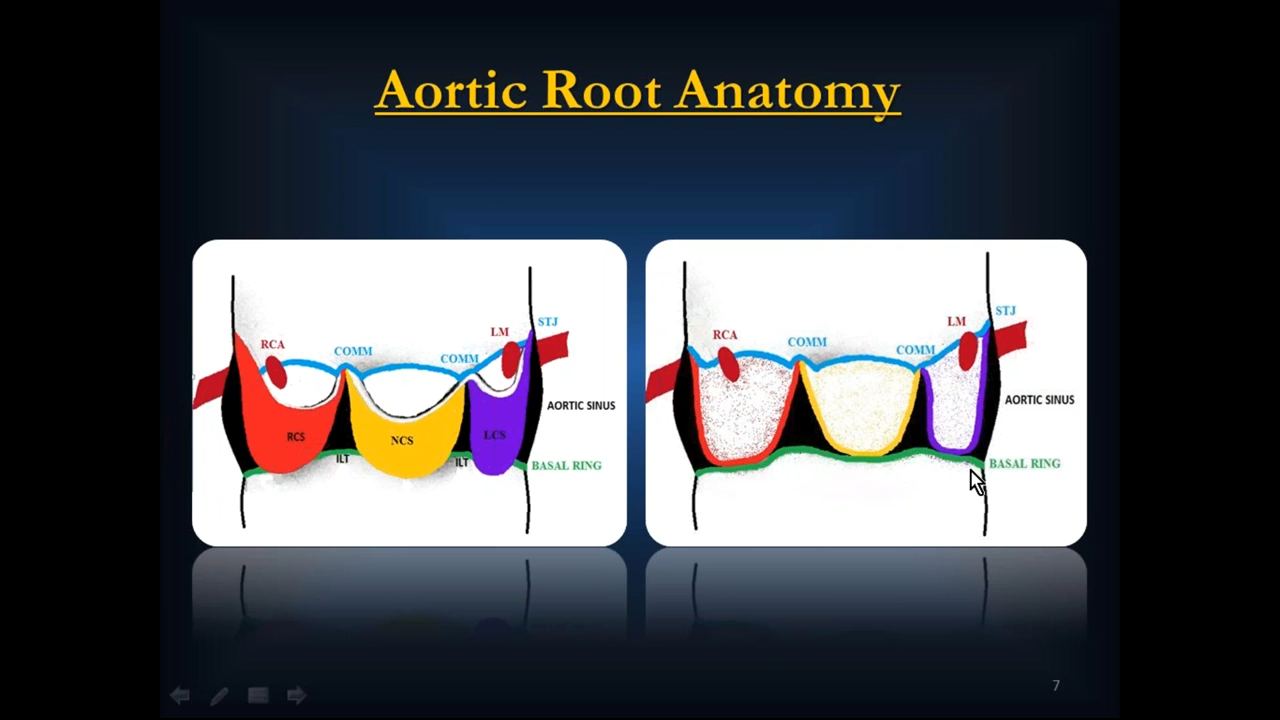 Aortic Root Anatomy
STJ
LM
RCA
COMM
COMM
AORTIC SINUS
RCS
NCS
LCS
ILT
ILT
BASAL RING
STJ
LM
RCA
COMM
COMM
AORTIC SINUS
BASAL RING
7